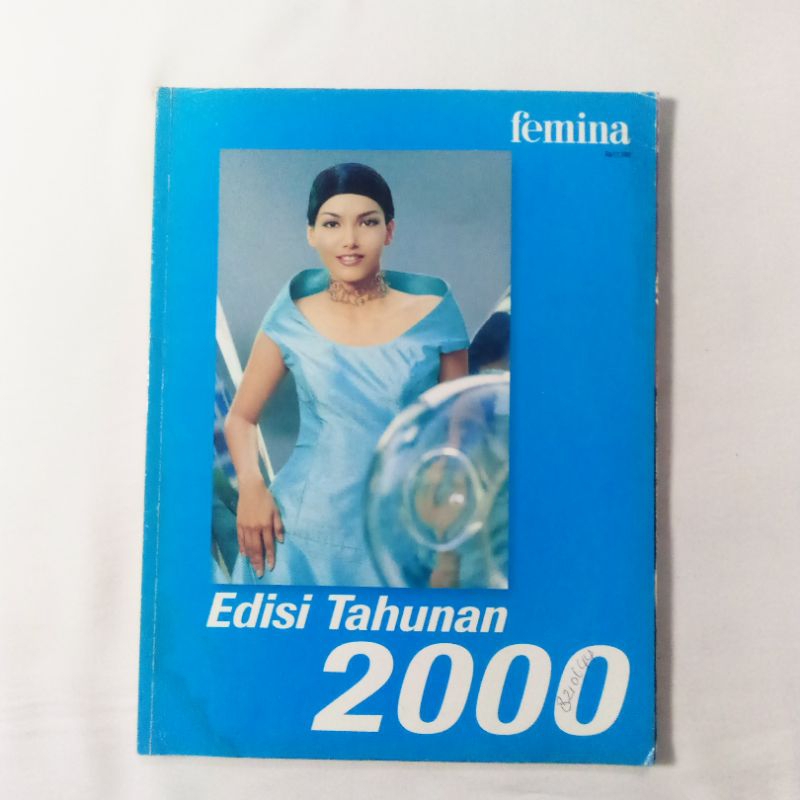 femina
Edisi Tahunan
2000